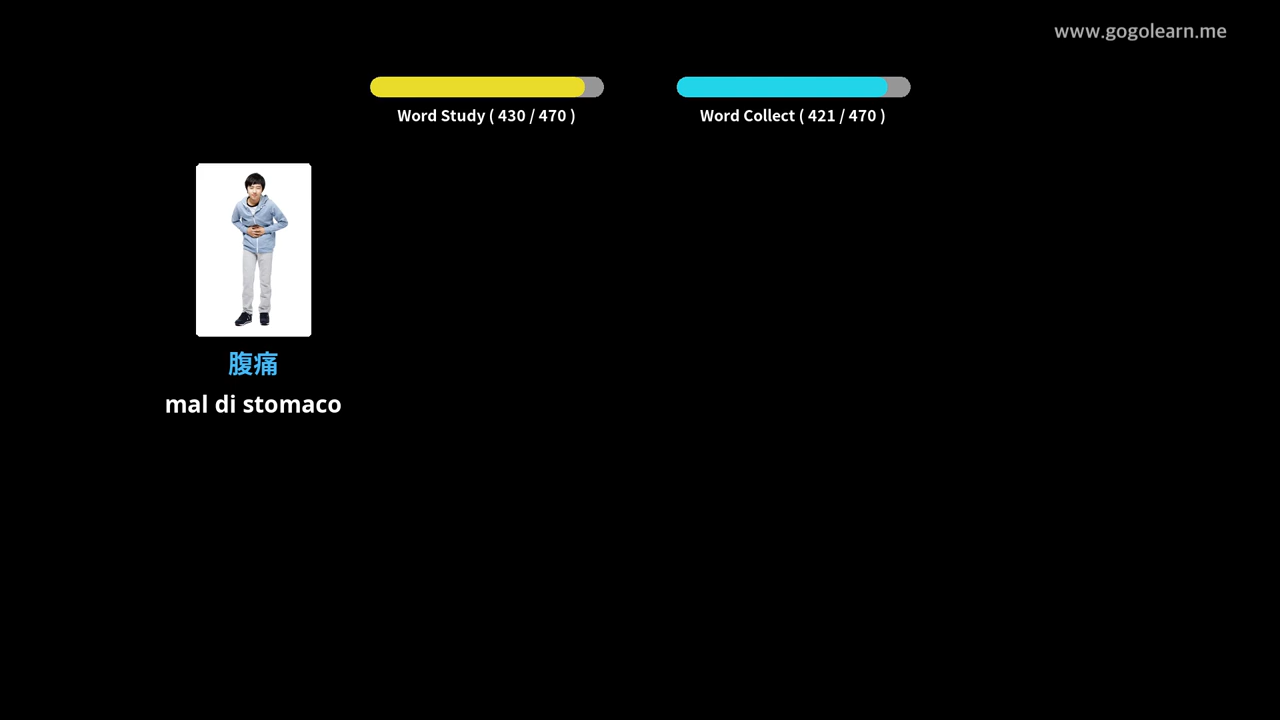 www.gogolearn.me
Word Study ( 430 / 470 )
Word Collect ( 421 / 470 )
腹痛
mal di stomaco